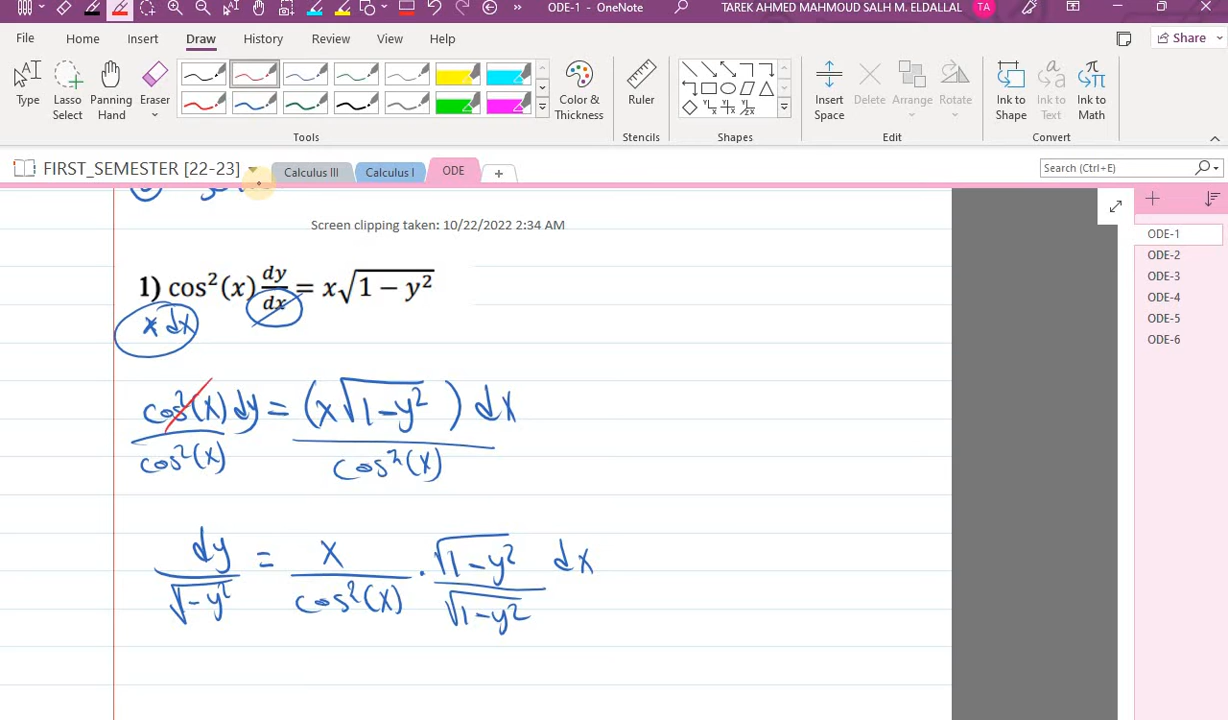 ODE-1 - OneNote TAREK AHMED MAHMOUD SALH M. ELDALLAL TA
File Home Insert Draw History Review View Help Share
Type Lasso Select Panning Hand Eraser Color & Thickness Ruler Insert Space Delete Arrange Rotate Ink to Shape Ink to Text Ink to Math
Tools Stencils Shapes Edit Convert
FIRST_SEMESTER [22-23] Calculus III Calculus I ODE Search (Ctrl+E)
Screen clipping taken: 10/22/2022 2:34 AM
1) cos²(x) dy/dx = x√(1 − y²)
* dx
cos²(x) dy / cos²(x) = (x√(1-y²)) dx / cos²(x)
dy / √(-y²) = x / cos²(x) · √(1-y²) / √(1-y²) dx
ODE-1
ODE-2
ODE-3
ODE-4
ODE-5
ODE-6